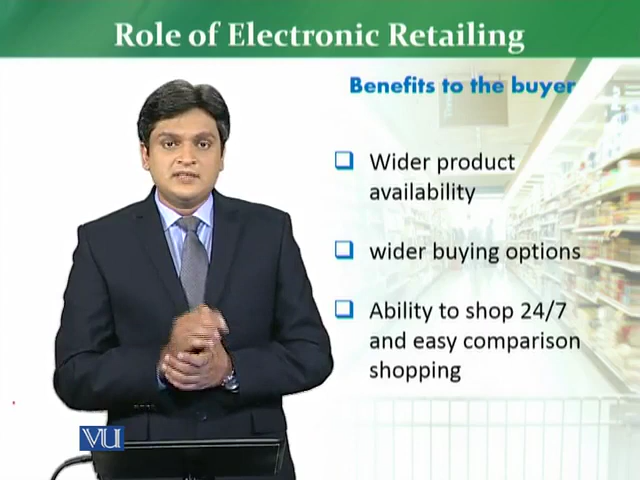 Role of Electronic Retailing
Benefits to the buyer
Wider product
availability
wider buying options
Ability to shop 24/7
and easy comparison
shopping
VU